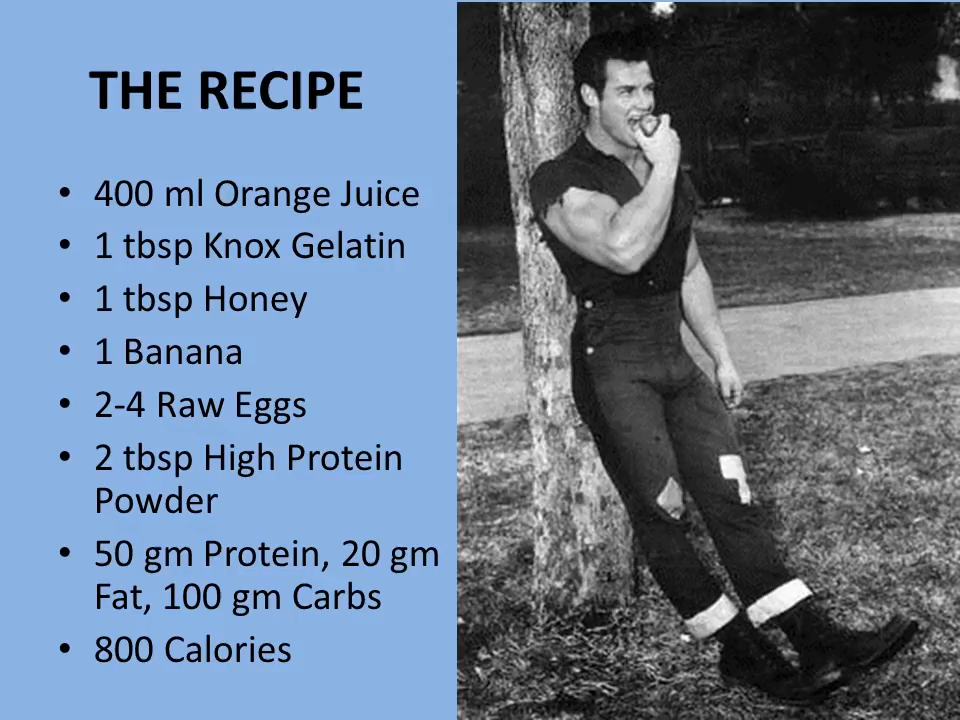 THE RECIPE
• 400 ml Orange Juice
• 1 tbsp Knox Gelatin
• 1 tbsp Honey
• 1 Banana
• 2-4 Raw Eggs
• 2 tbsp High Protein
Powder
• 50 gm Protein, 20 gm
Fat, 100 gm Carbs
• 800 Calories